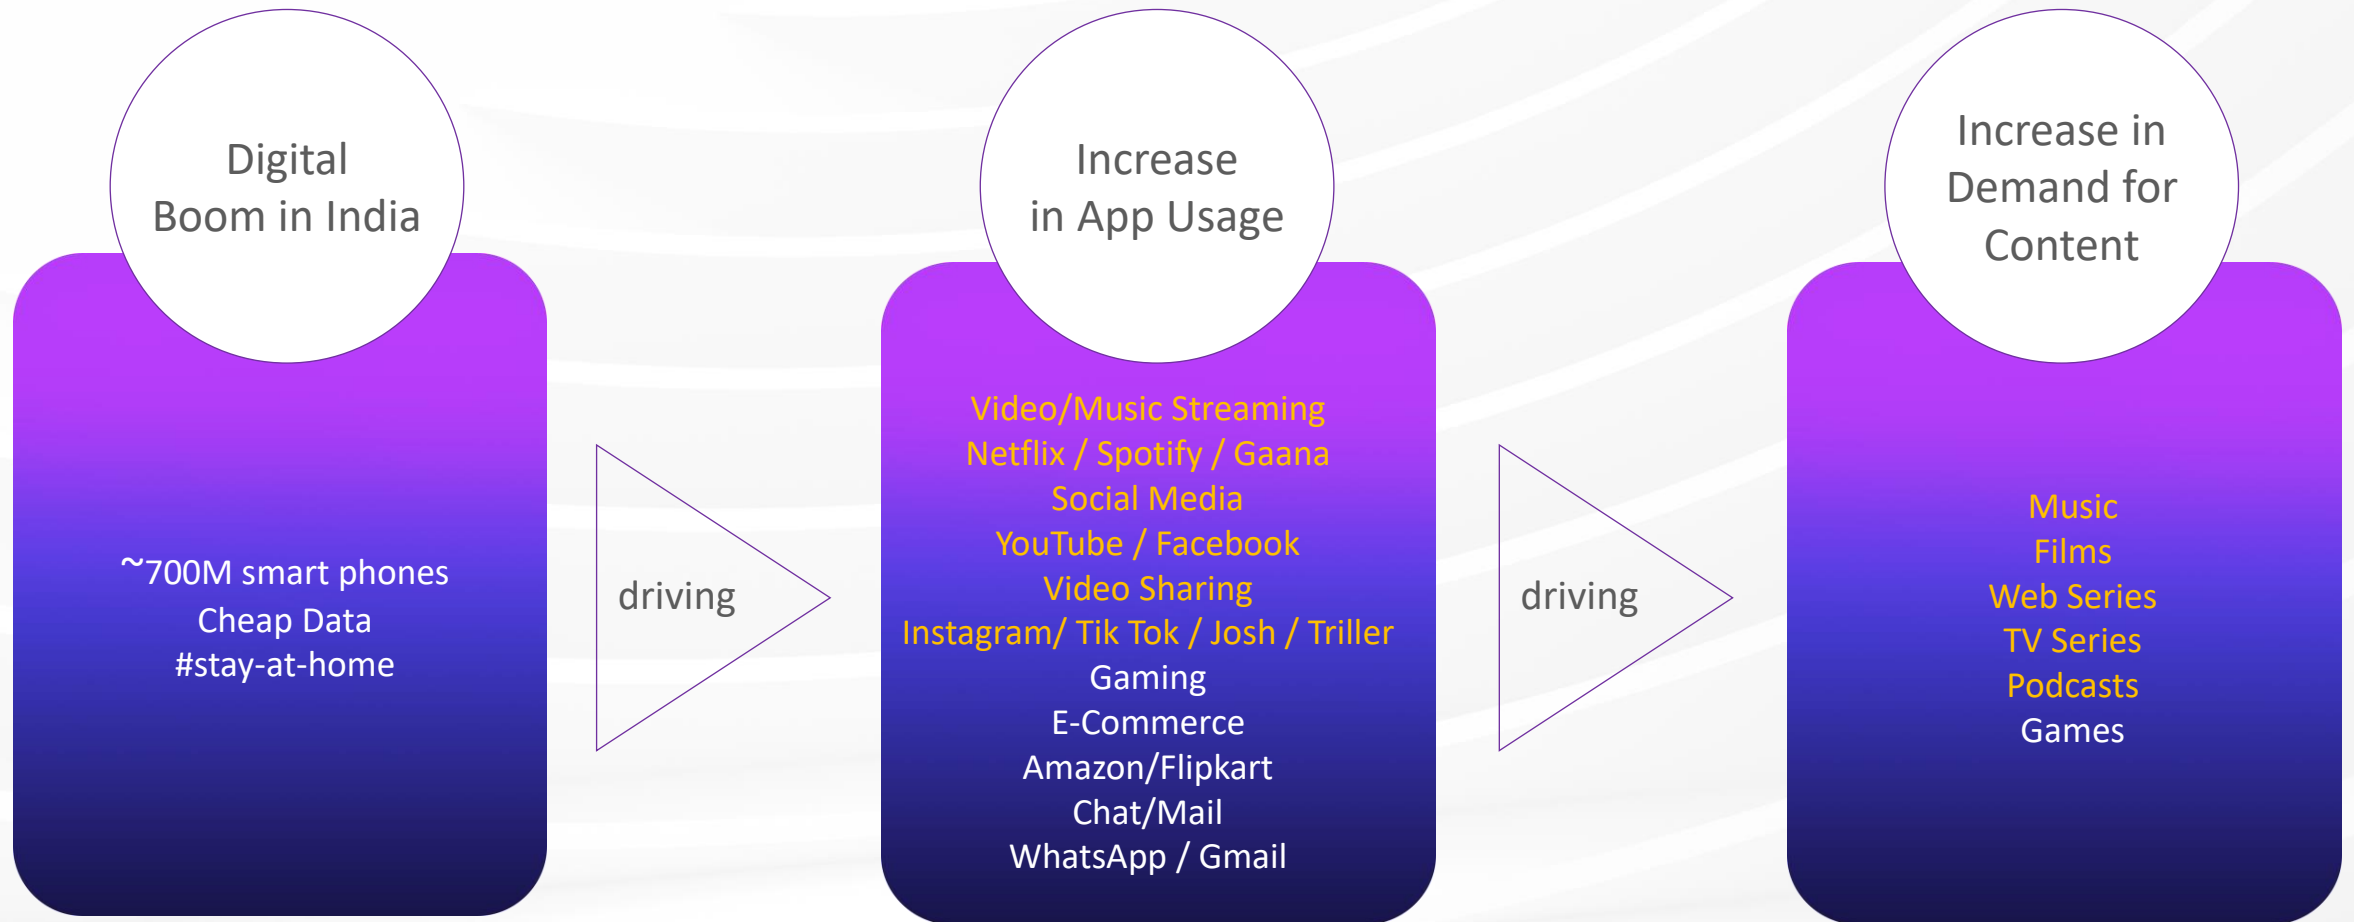 Digital
Boom in India
~700M smart phones
Cheap Data
#stay-at-home
driving
Increase
in App Usage
Video/Music Streaming
Netflix / Spotify / Gaana
Social Media
YouTube / Facebook
Video Sharing
Instagram/ Tik Tok / Josh / Triller
Gaming
E-Commerce
Amazon/Flipkart
Chat/Mail
WhatsApp / Gmail
driving
Increase in
Demand for
Content
Music
Films
Web Series
TV Series
Podcasts
Games